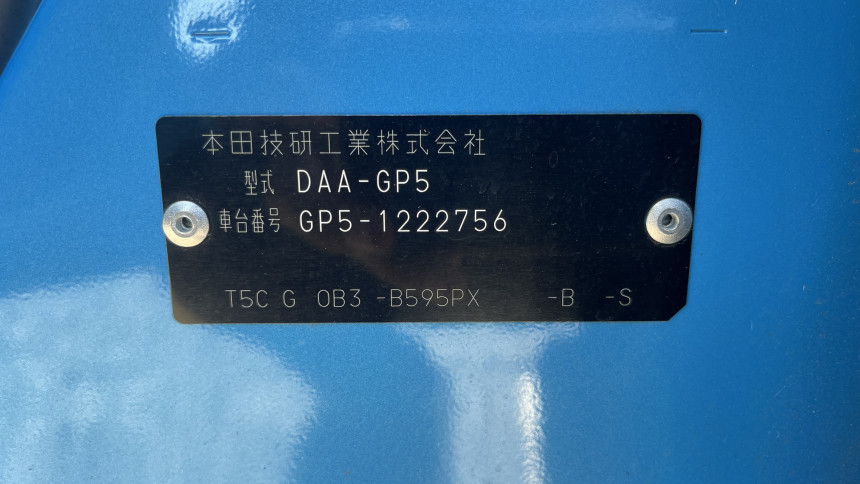 本田技研工業株式会社
型式 DAA-GP5
車台番号 GP5-1222756
T5C G 0B3 -B595PX -B -S